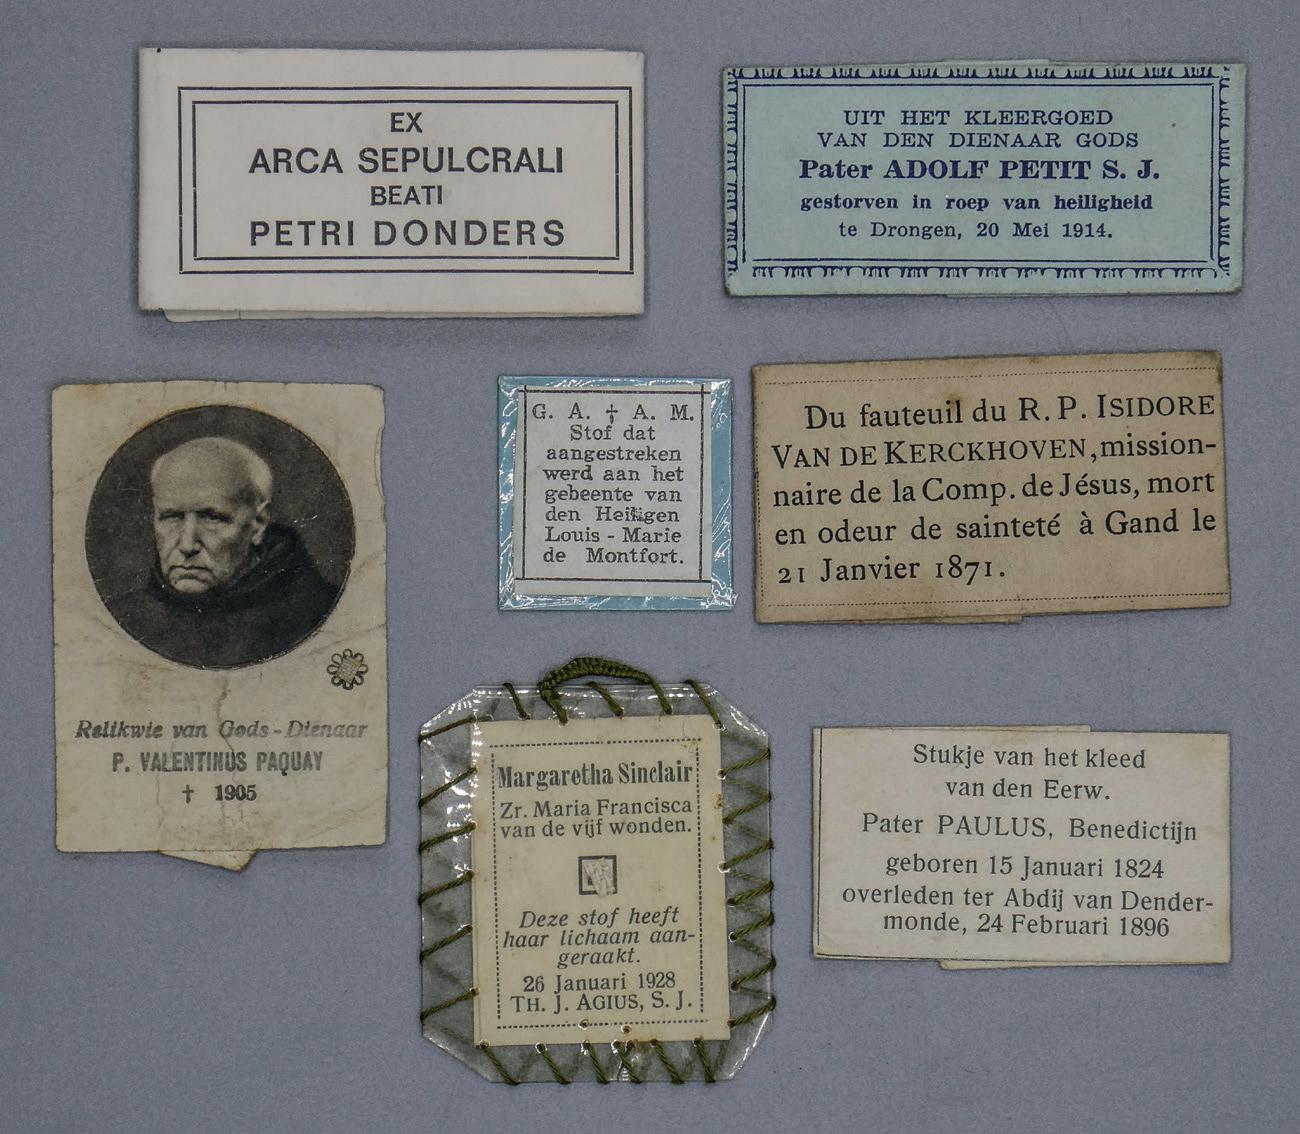 EX
ARCA SEPULCRALI
BEATI
PETRI DONDERS
UIT HET KLEERGOED
VAN DEN DIENAAR GODS
Pater ADOLF PETIT S. J.
gestorven in roep van heiligheid
te Drongen, 20 Mei 1914.
Relikwie van Gods-Dienaar
P. VALENTINUS PAQUAY
† 1905
G. A. † A. M.
Stof dat
aangestreken
werd aan het
gebeente van
den Heiligen
Louis - Marie
de Montfort.
Du fauteuil du R. P. ISIDORE
VAN DE KERCKHOVEN, mission-
naire de la Comp. de Jésus, mort
en odeur de sainteté à Gand le
21 Janvier 1871.
Margaretha Sinclair
Zr. Maria Francisca
van de vijf wonden.
Deze stof heeft
haar lichaam aan-
geraakt.
26 Januari 1928
TH. J. AGIUS, S. J.
Stukje van het kleed
van den Eerw.
Pater PAULUS, Benedictijn
geboren 15 Januari 1824
overleden ter Abdij van Dender-
monde, 24 Februari 1896